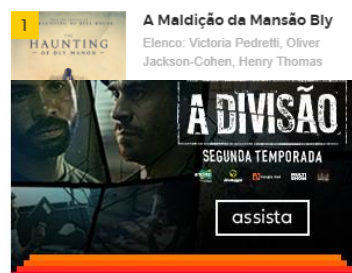 1
THE
HAUNTING
OF BLY MANOR
A Maldição da Mansão Bly
Elenco: Victoria Pedretti, Oliver
Jackson-Cohen, Henry Thomas
A DIVISÃO
SEGUNDA TEMPORADA
assista